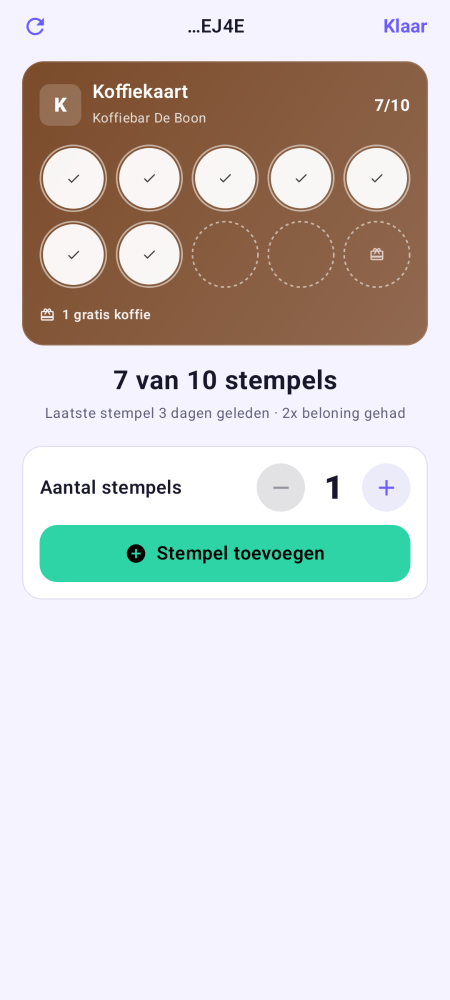 …EJ4E
Klaar
K
Koffiekaart
Koffiebar De Boon
7/10
1 gratis koffie
7 van 10 stempels
Laatste stempel 3 dagen geleden · 2x beloning gehad
Aantal stempels
1
Stempel toevoegen